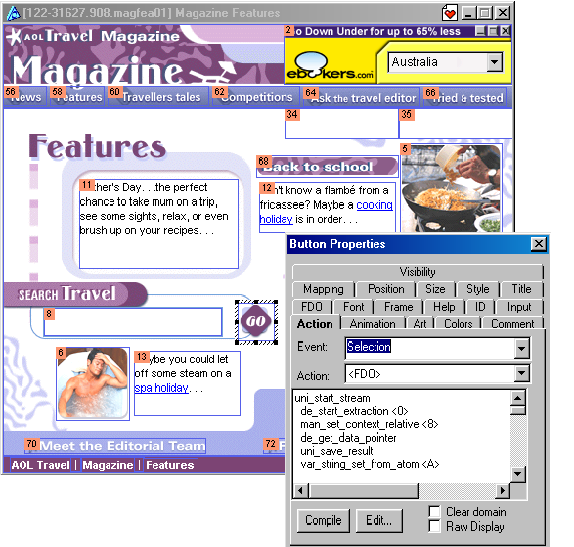 [122-31627.908.magfea01] Magazine Features
AOL Travel Magazine
Magazine
2
o Down Under for up to 65% less
ebookers.com
Australia
56 News
58 Features
60 Travellers tales
62 Competitions
64 Ask the travel editor
66 Tried & tested
34
35
Features
68
Back to school
5
11 ther's Day. . .the perfect
chance to take mum on a trip,
see some sights, relax, or even
brush up on your recipes. . .
12 n't know a flambé from a
fricassee? Maybe a cooking
holiday is in order. . .
SEARCH Travel
8
GO
6
13 ybe you could let
off some steam on a
spa holiday. . .
70 Meet the Editorial Team
72
AOL Travel | Magazine | Features
Button Properties
Visibility
Mapping Position Size Style Title
FDO Font Frame Help ID Input
Action Animation Art Colors Comment
Event: Selection
Action: <FDO>
uni_start_stream
de_start_extraction <0>
man_set_context_relative <8>
de_get_data_pointer
uni_save_result
var_stiing_set_from_atom <A>
Compile
Edit...
Clear domain
Raw Display